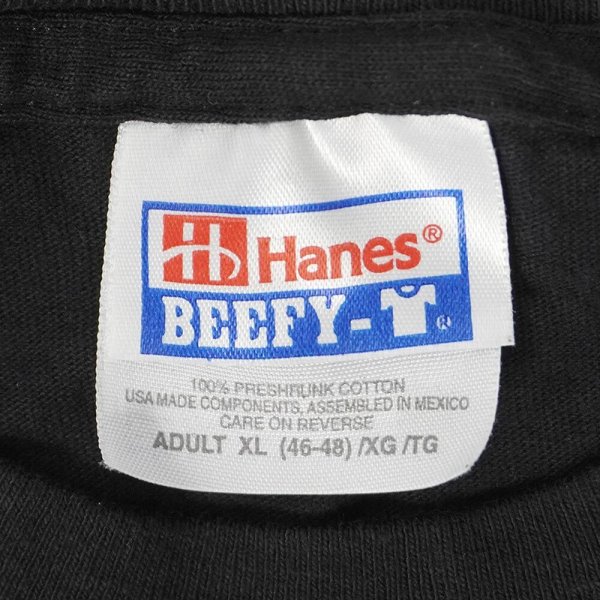 Hanes®
BEEFY-T®
100% PRESHRUNK COTTON
USA MADE COMPONENTS, ASSEMBLED IN MEXICO
CARE ON REVERSE
ADULT XL (46-48) /XG /TG